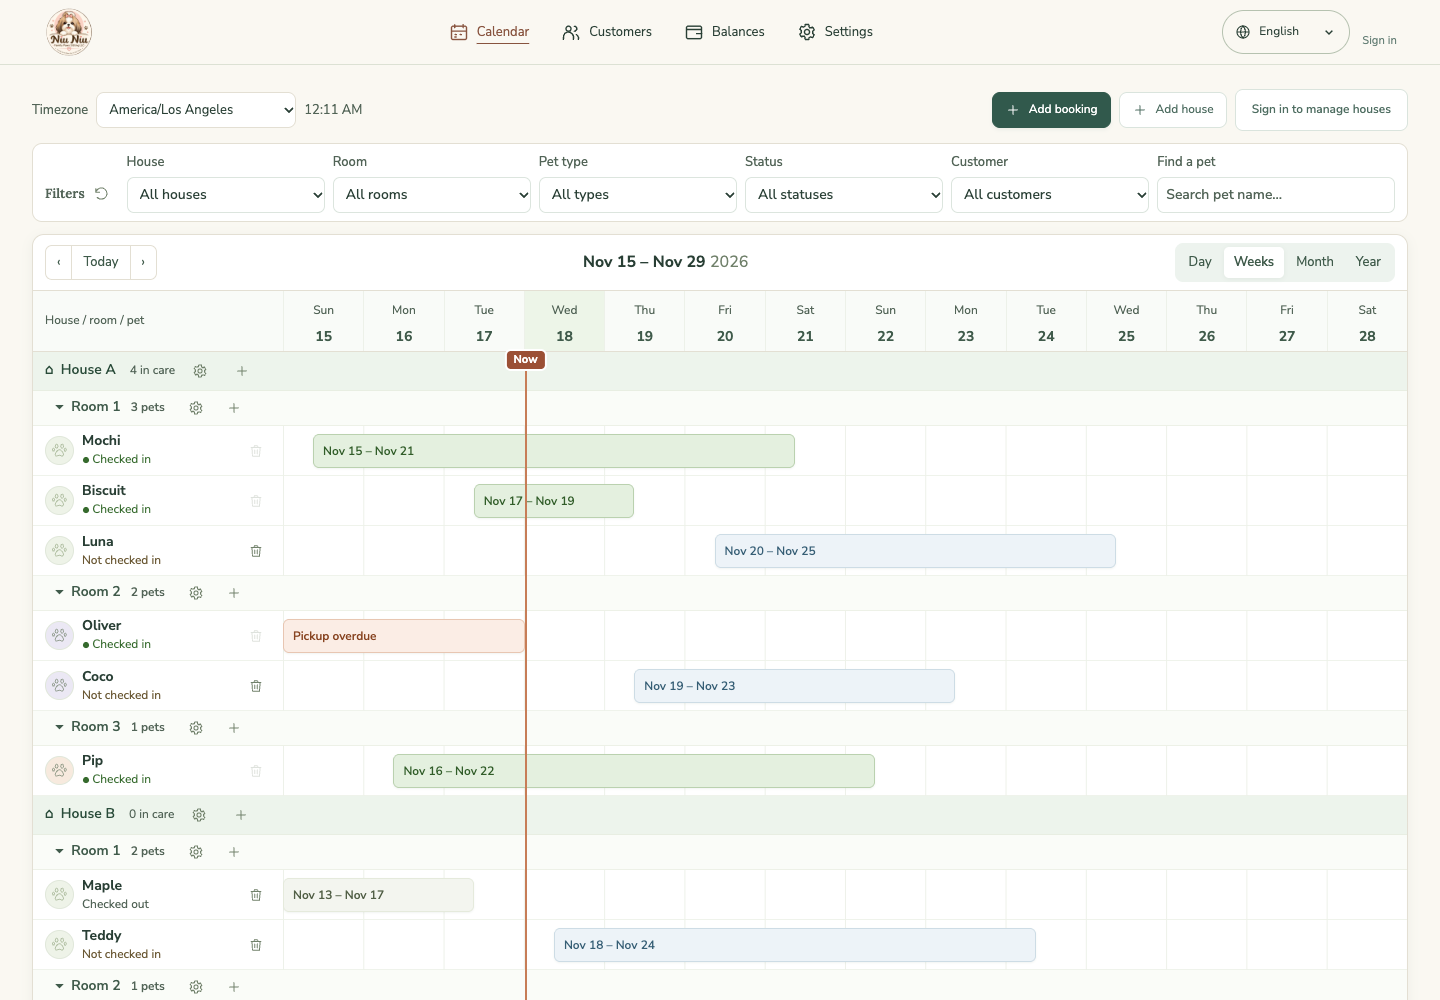 Niu Niu
Calendar
Customers
Balances
Settings
English
Sign in
Timezone
America/Los Angeles
12:11 AM
+ Add booking
+ Add house
Sign in to manage houses
Filters
House
All houses
Room
All rooms
Pet type
All types
Status
All statuses
Customer
All customers
Find a pet
Search pet name...
‹ Today ›
Nov 15 – Nov 29 2026
Day Weeks Month Year
House / room / pet
Sun Mon Tue Wed Thu Fri Sat Sun Mon Tue Wed Thu Fri Sat
15 16 17 18 19 20 21 22 23 24 25 26 27 28
Now
House A 4 in care
Room 1 3 pets
Mochi
Checked in
Nov 15 – Nov 21
Biscuit
Checked in
Nov 17 – Nov 19
Luna
Not checked in
Nov 20 – Nov 25
Room 2 2 pets
Oliver
Checked in
Pickup overdue
Coco
Not checked in
Nov 19 – Nov 23
Room 3 1 pets
Pip
Checked in
Nov 16 – Nov 22
House B 0 in care
Room 1 2 pets
Maple
Checked out
Nov 13 – Nov 17
Teddy
Not checked in
Nov 18 – Nov 24
Room 2 1 pets